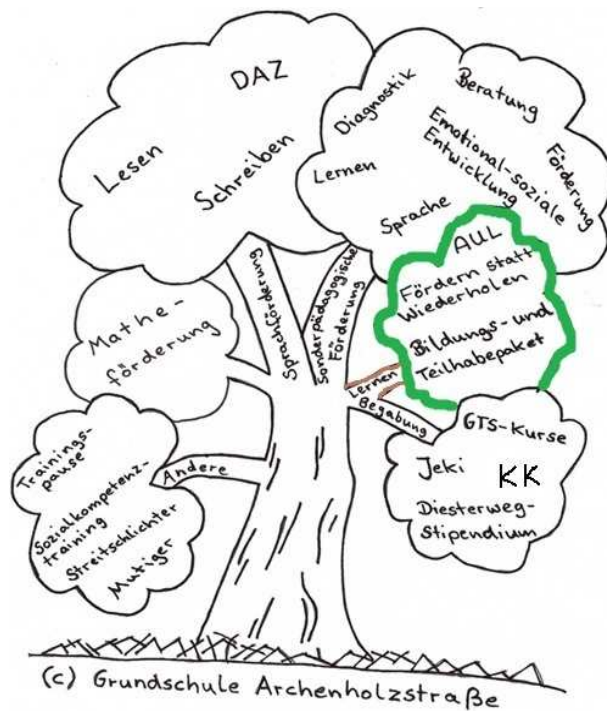 DAZ
Lesen
Schreiben
Diagnostik
Beratung
Lernen
Emotional-soziale
Entwicklung
Förderung
Sprache
AUL
Fördern statt
Wiederholen
Bildungs- und
Teilhabepaket
Sprachförderung
Sonderpädagogische
Förderung
Mathe-
förderung
Lernen
Begabung
GTS-Kurse
Jeki
KK
Diesterweg-
Stipendium
Andere
Trainings-
pause
Sozialkompetenz-
training
Streitschlichter
Mutiger
(c) Grundschule Archenholzstraße